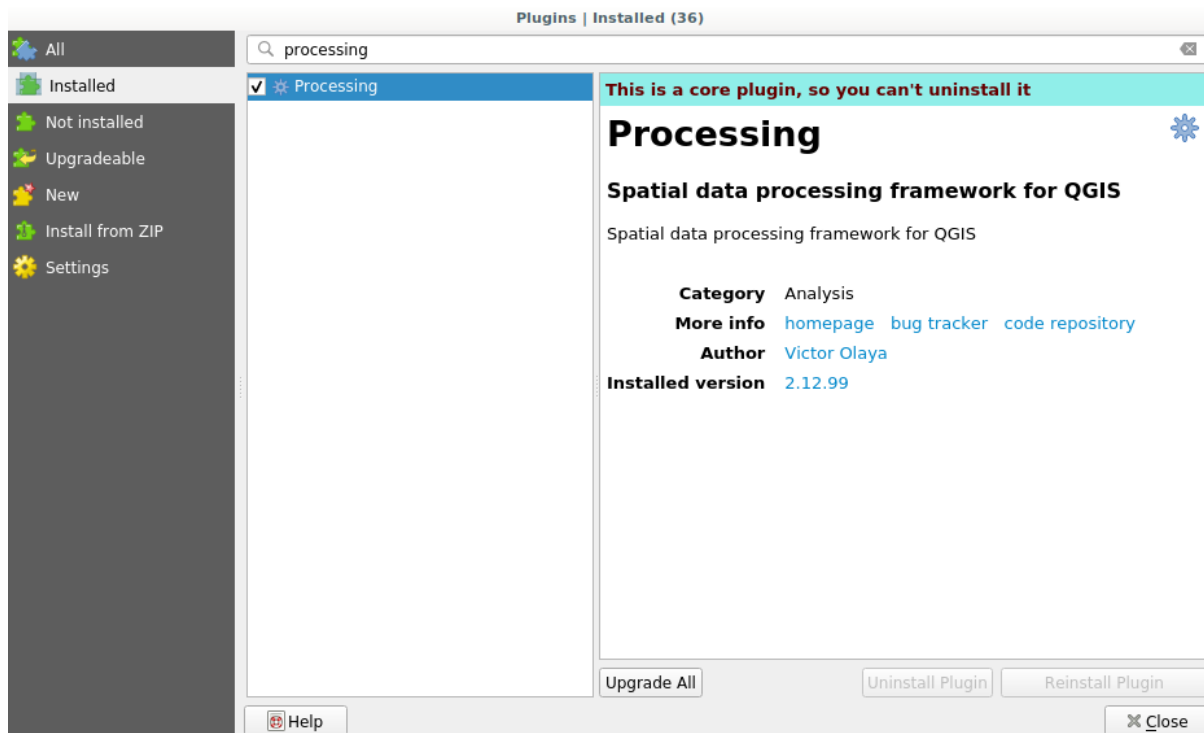 Plugins | Installed (36)
All
Installed
Not installed
Upgradeable
New
Install from ZIP
Settings
processing
Processing
This is a core plugin, so you can't uninstall it
Processing
Spatial data processing framework for QGIS
Spatial data processing framework for QGIS
Category Analysis
More info homepage bug tracker code repository
Author Victor Olaya
Installed version 2.12.99
Upgrade All Uninstall Plugin Reinstall Plugin
Help Close